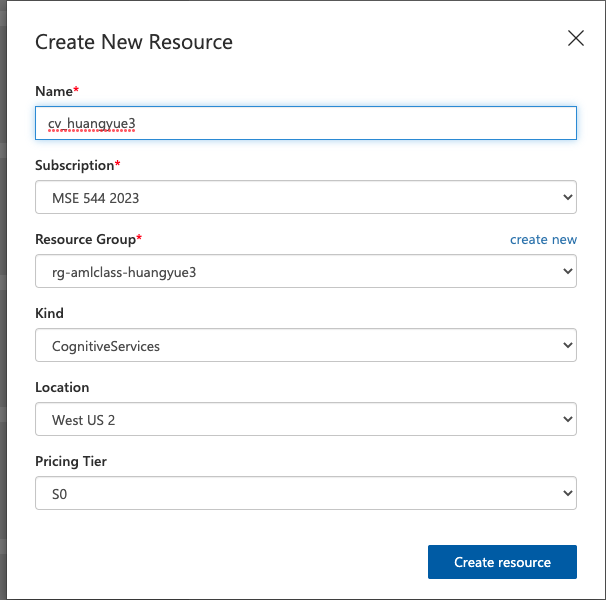 Create New Resource
Name*
cv_huangyue3
Subscription*
MSE 544 2023
Resource Group* create new
rg-amlclass-huangyue3
Kind
CognitiveServices
Location
West US 2
Pricing Tier
S0
Create resource